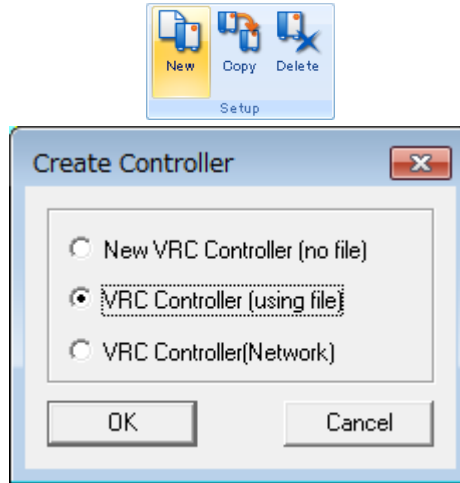 New Copy Delete
Setup
Create Controller
New VRC Controller (no file)
VRC Controller (using file)
VRC Controller(Network)
OK Cancel